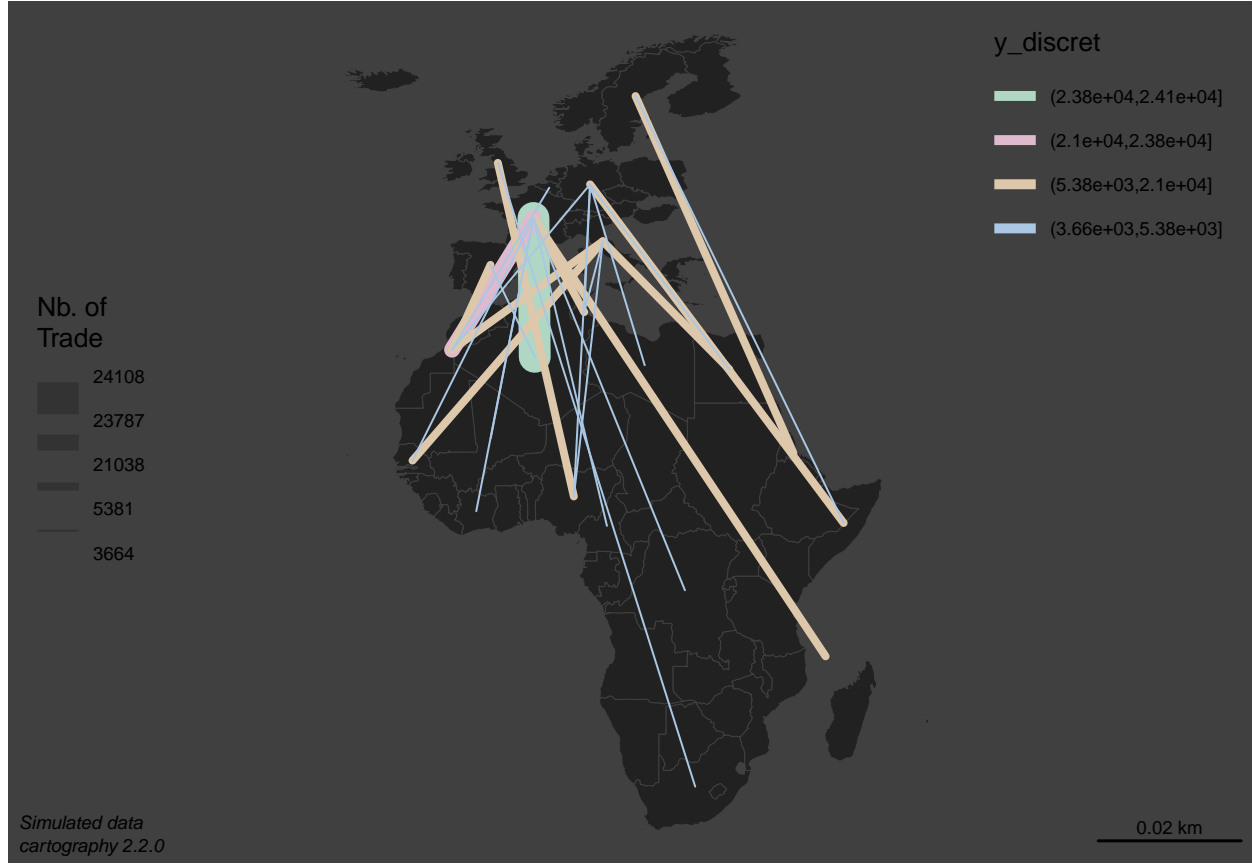 y_discret
(2.38e+04,2.41e+04]
(2.1e+04,2.38e+04]
(5.38e+03,2.1e+04]
(3.66e+03,5.38e+03]
Nb. of
Trade
24108
23787
21038
5381
3664
Simulated data
cartography 2.2.0
0.02 km